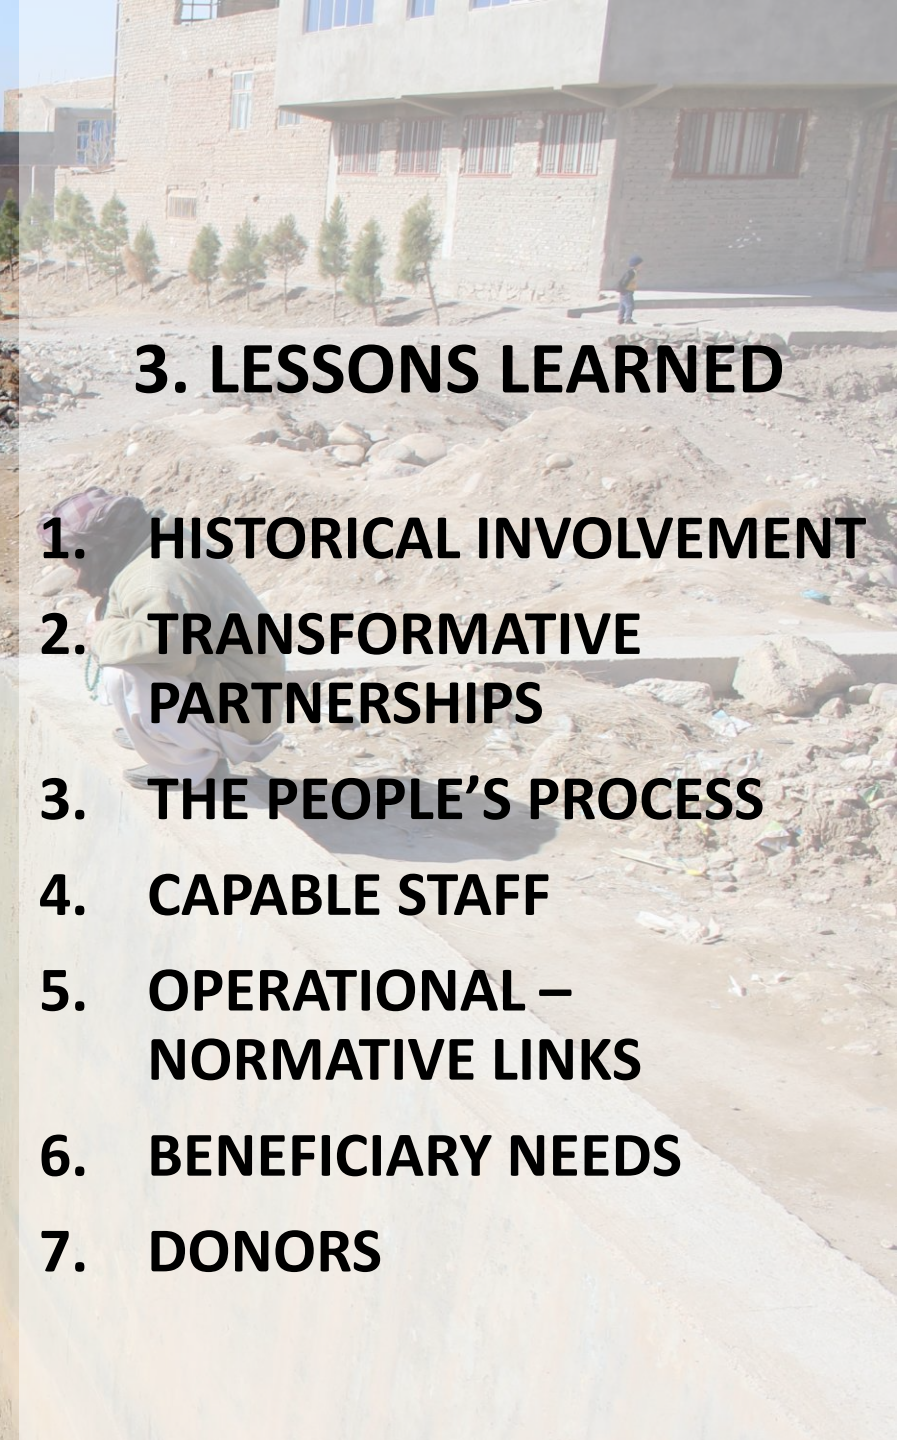 3. LESSONS LEARNED
1. HISTORICAL INVOLVEMENT
2. TRANSFORMATIVE
PARTNERSHIPS
3. THE PEOPLE’S PROCESS
4. CAPABLE STAFF
5. OPERATIONAL –
NORMATIVE LINKS
6. BENEFICIARY NEEDS
7. DONORS